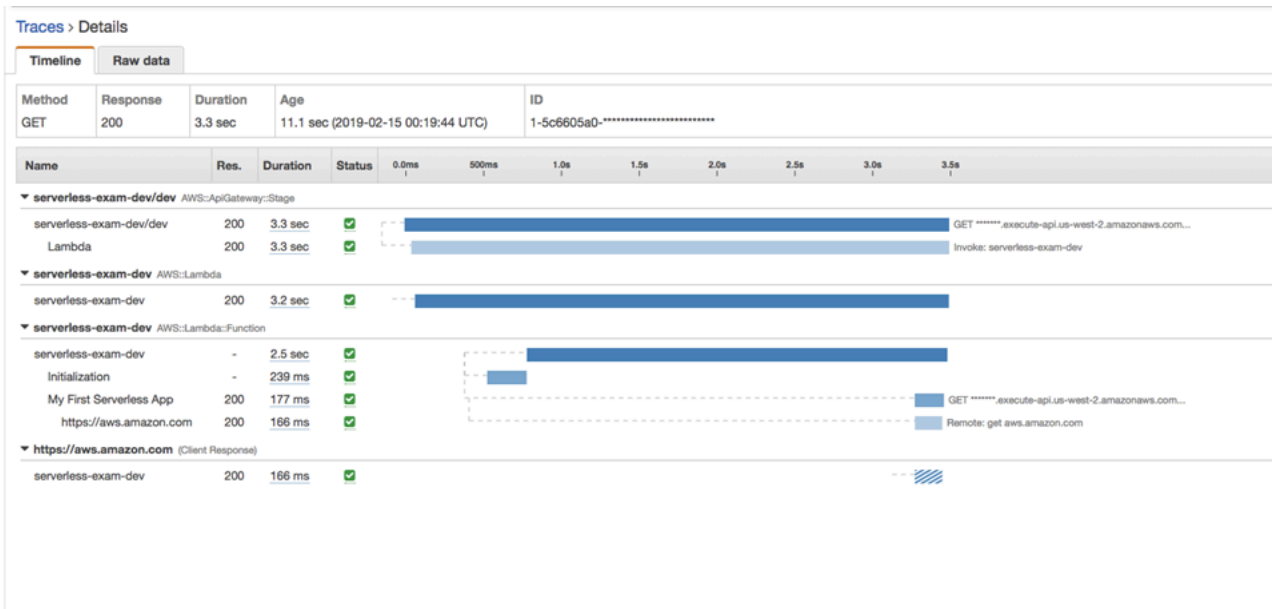 Traces > Details
Timeline Raw data
Method Response Duration Age ID
GET 200 3.3 sec 11.1 sec (2019-02-15 00:19:44 UTC) 1-5c6605a0-************************
Name Res. Duration Status 0.0ms 500ms 1.0s 1.5s 2.0s 2.5s 3.0s 3.5s
serverless-exam-dev/dev AWS::ApiGateway::Stage
serverless-exam-dev/dev 200 3.3 sec GET *******.execute-api.us-west-2.amazonaws.com...
Lambda 200 3.3 sec Invoke: serverless-exam-dev
serverless-exam-dev AWS::Lambda
serverless-exam-dev 200 3.2 sec
serverless-exam-dev AWS::Lambda::Function
serverless-exam-dev - 2.5 sec
Initialization - 239 ms
My First Serverless App 200 177 ms GET *******.execute-api.us-west-2.amazonaws.com...
https://aws.amazon.com 200 166 ms Remote: get aws.amazon.com
https://aws.amazon.com (Client Response)
serverless-exam-dev 200 166 ms